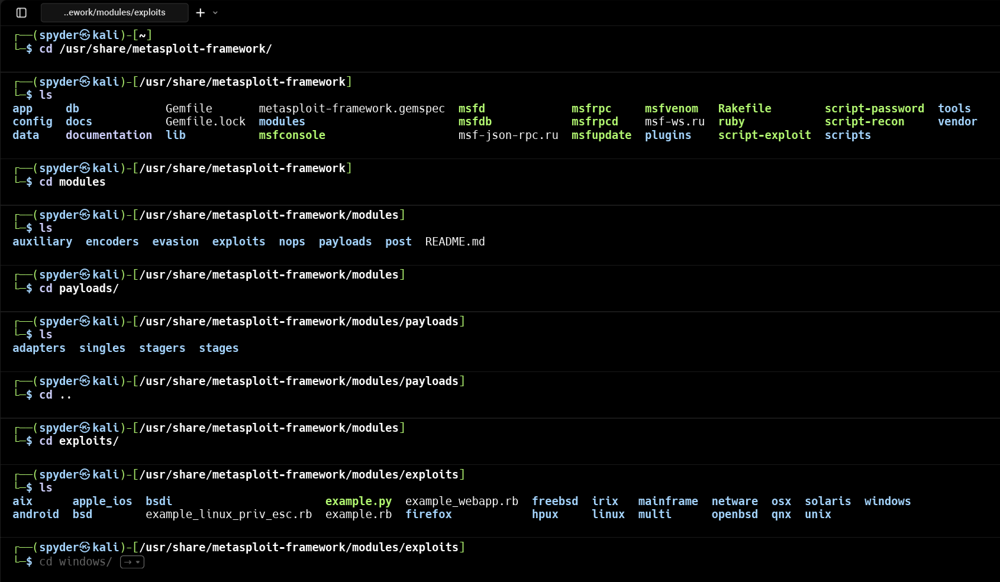 ..ework/modules/exploits
┌──(spyder㉿kali)-[~]
└─$ cd /usr/share/metasploit-framework/
┌──(spyder㉿kali)-[/usr/share/metasploit-framework]
└─$ ls
app db Gemfile metasploit-framework.gemspec msfd msfrpc msfvenom Rakefile script-password tools
config docs Gemfile.lock modules msfdb msfrpcd msf-ws.ru ruby script-recon vendor
data documentation lib msfconsole msf-json-rpc.ru msfupdate plugins script-exploit scripts
┌──(spyder㉿kali)-[/usr/share/metasploit-framework]
└─$ cd modules
┌──(spyder㉿kali)-[/usr/share/metasploit-framework/modules]
└─$ ls
auxiliary encoders evasion exploits nops payloads post README.md
┌──(spyder㉿kali)-[/usr/share/metasploit-framework/modules]
└─$ cd payloads/
┌──(spyder㉿kali)-[/usr/share/metasploit-framework/modules/payloads]
└─$ ls
adapters singles stagers stages
┌──(spyder㉿kali)-[/usr/share/metasploit-framework/modules/payloads]
└─$ cd ..
┌──(spyder㉿kali)-[/usr/share/metasploit-framework/modules]
└─$ cd exploits/
┌──(spyder㉿kali)-[/usr/share/metasploit-framework/modules/exploits]
└─$ ls
aix apple_ios bsdi example.py example_webapp.rb freebsd irix mainframe netware osx solaris windows
android bsd example_linux_priv_esc.rb example.rb firefox hpux linux multi openbsd qnx unix
┌──(spyder㉿kali)-[/usr/share/metasploit-framework/modules/exploits]
└─$ cd windows/